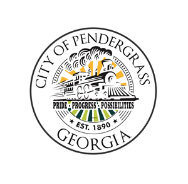 CITY OF PENDERGRASS
PRIDE • PROGRESS • POSSIBILITIES
EST. 1890
GEORGIA